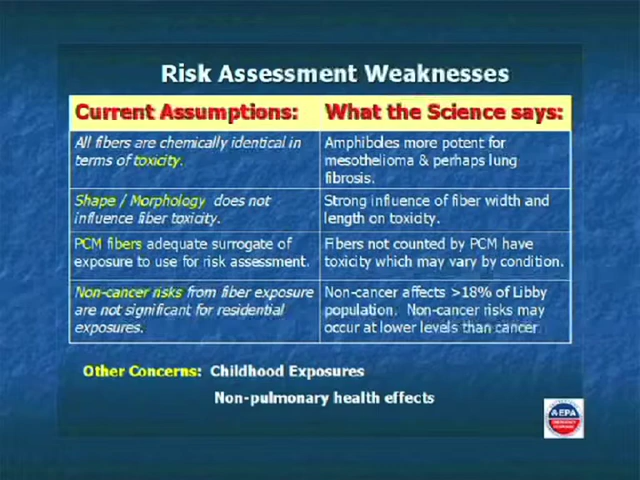 Risk Assessment Weaknesses
Current Assumptions: What the Science says:
All fibers are chemically identical in
terms of toxicity.
Amphiboles more potent for
mesothelioma & perhaps lung
fibrosis.
Shape / Morphology does not
influence fiber toxicity.
Strong influence of fiber width and
length on toxicity.
PCM fibers adequate surrogate of
exposure to use for risk assessment.
Fibers not counted by PCM have
toxicity which may vary by condition.
Non-cancer risks from fiber exposure
are not significant for residential
exposures.
Non-cancer affects >18% of Libby
population. Non-cancer risks may
occur at lower levels than cancer
Other Concerns: Childhood Exposures
Non-pulmonary health effects
EPA